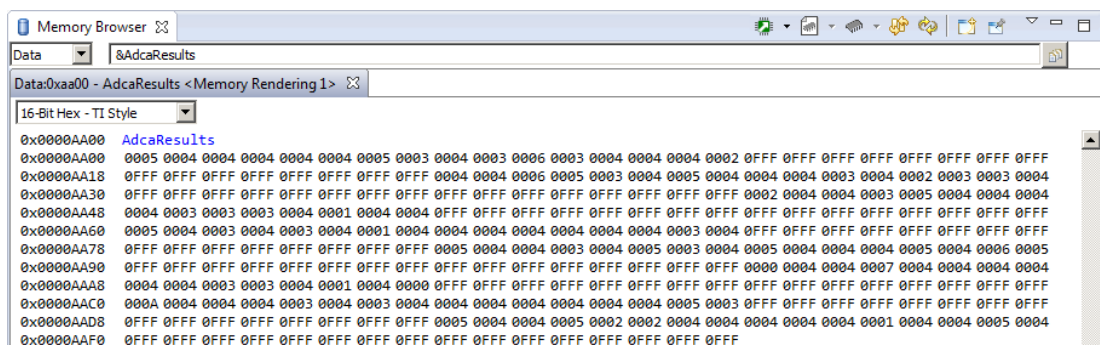 Memory Browser
Data &AdcaResults
Data:0xaa00 - AdcaResults <Memory Rendering 1>
16-Bit Hex - TI Style
0x0000AA00 AdcaResults
0x0000AA00 0005 0004 0004 0004 0004 0004 0005 0003 0004 0003 0006 0003 0004 0004 0004 0002 0FFF 0FFF 0FFF 0FFF 0FFF 0FFF 0FFF 0FFF
0x0000AA18 0FFF 0FFF 0FFF 0FFF 0FFF 0FFF 0FFF 0FFF 0004 0004 0006 0005 0003 0004 0005 0004 0004 0004 0003 0004 0002 0003 0003 0004
0x0000AA30 0FFF 0FFF 0FFF 0FFF 0FFF 0FFF 0FFF 0FFF 0FFF 0FFF 0FFF 0FFF 0FFF 0FFF 0FFF 0FFF 0002 0004 0004 0003 0005 0004 0004 0004
0x0000AA48 0004 0003 0003 0003 0004 0001 0004 0004 0FFF 0FFF 0FFF 0FFF 0FFF 0FFF 0FFF 0FFF 0FFF 0FFF 0FFF 0FFF 0FFF 0FFF 0FFF 0FFF
0x0000AA60 0005 0004 0003 0004 0003 0004 0001 0004 0004 0004 0004 0004 0004 0004 0003 0004 0FFF 0FFF 0FFF 0FFF 0FFF 0FFF 0FFF 0FFF
0x0000AA78 0FFF 0FFF 0FFF 0FFF 0FFF 0FFF 0FFF 0FFF 0005 0004 0004 0003 0004 0005 0003 0004 0005 0004 0004 0004 0005 0004 0006 0005
0x0000AA90 0FFF 0FFF 0FFF 0FFF 0FFF 0FFF 0FFF 0FFF 0FFF 0FFF 0FFF 0FFF 0FFF 0FFF 0FFF 0FFF 0000 0004 0004 0007 0004 0004 0004 0004
0x0000AAA8 0004 0004 0003 0003 0004 0001 0004 0000 0FFF 0FFF 0FFF 0FFF 0FFF 0FFF 0FFF 0FFF 0FFF 0FFF 0FFF 0FFF 0FFF 0FFF 0FFF 0FFF
0x0000AAC0 000A 0004 0004 0004 0003 0004 0003 0004 0004 0004 0004 0004 0004 0004 0005 0003 0FFF 0FFF 0FFF 0FFF 0FFF 0FFF 0FFF 0FFF
0x0000AAD8 0FFF 0FFF 0FFF 0FFF 0FFF 0FFF 0FFF 0FFF 0005 0004 0004 0005 0002 0002 0004 0004 0004 0004 0004 0001 0004 0004 0005 0004
0x0000AAF0 0FFF 0FFF 0FFF 0FFF 0FFF 0FFF 0FFF 0FFF 0FFF 0FFF 0FFF 0FFF 0FFF 0FFF 0FFF 0FFF